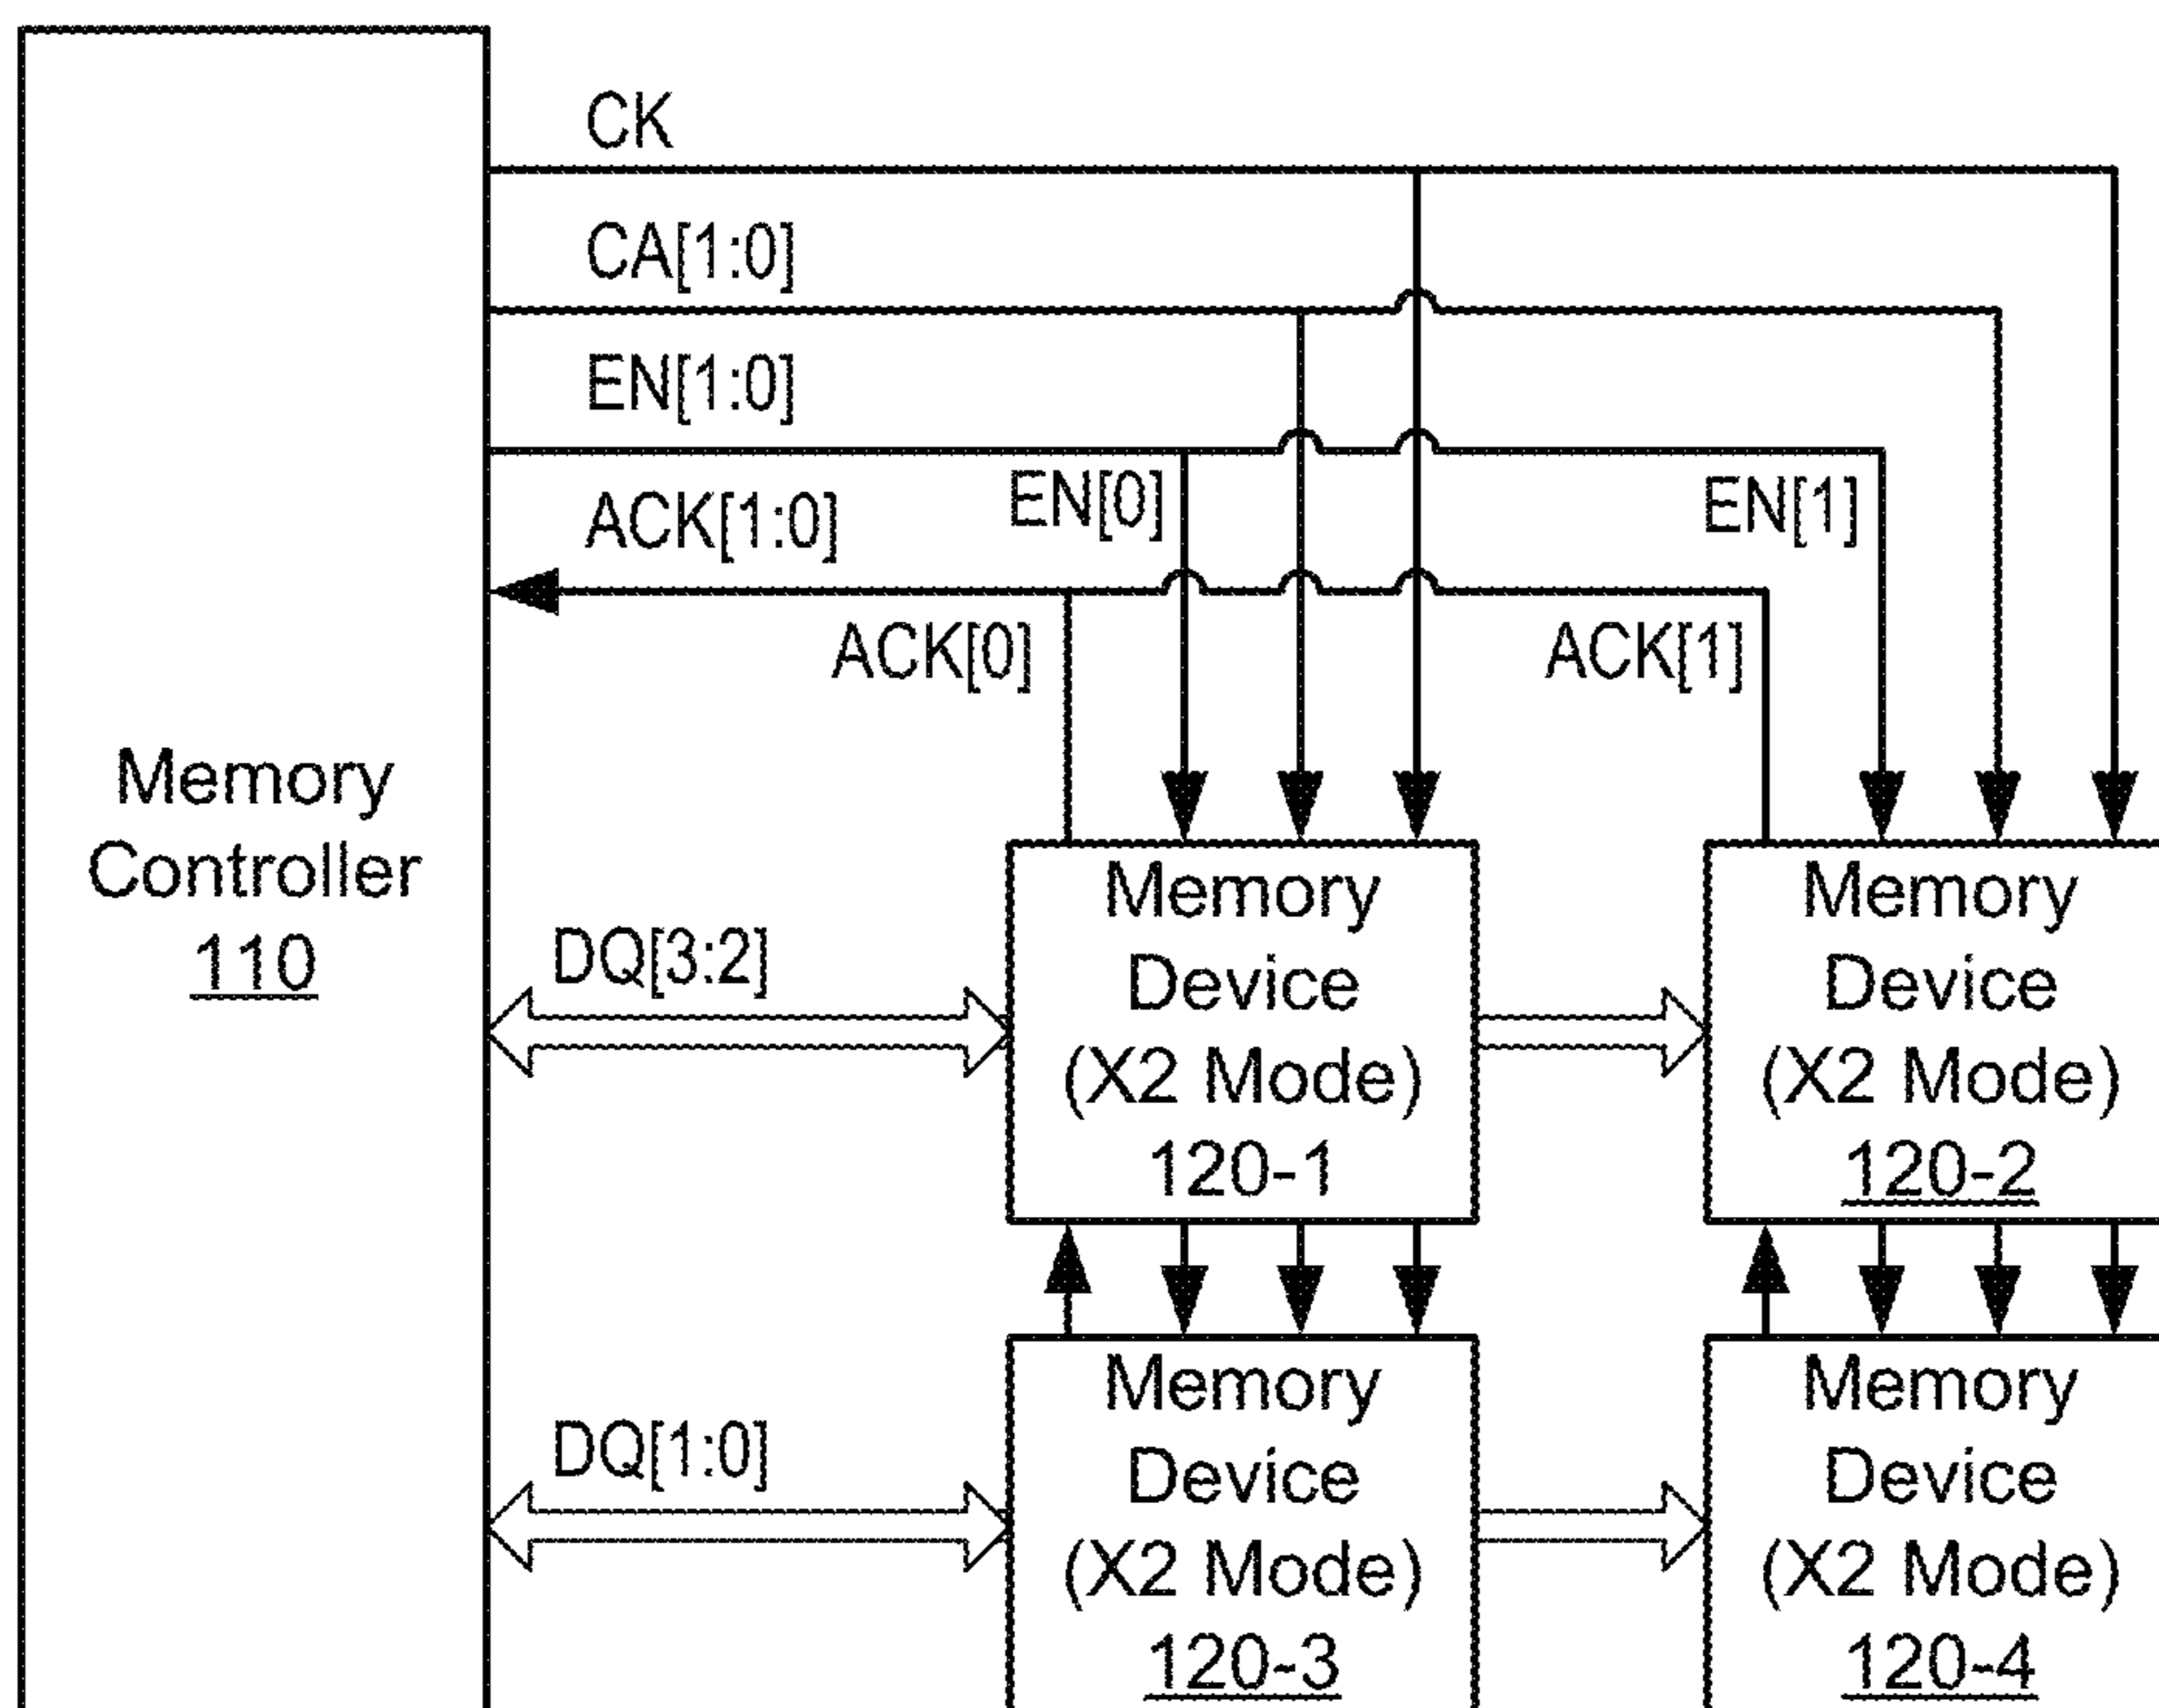 CK
CA[1:0]
EN[1:0]
EN[0]
EN[1]
ACK[1:0]
ACK[0]
ACK[1]
Memory
Controller
110
DQ[3:2]
Memory
Device
(X2 Mode)
120-1
Memory
Device
(X2 Mode)
120-2
DQ[1:0]
Memory
Device
(X2 Mode)
120-3
Memory
Device
(X2 Mode)
120-4